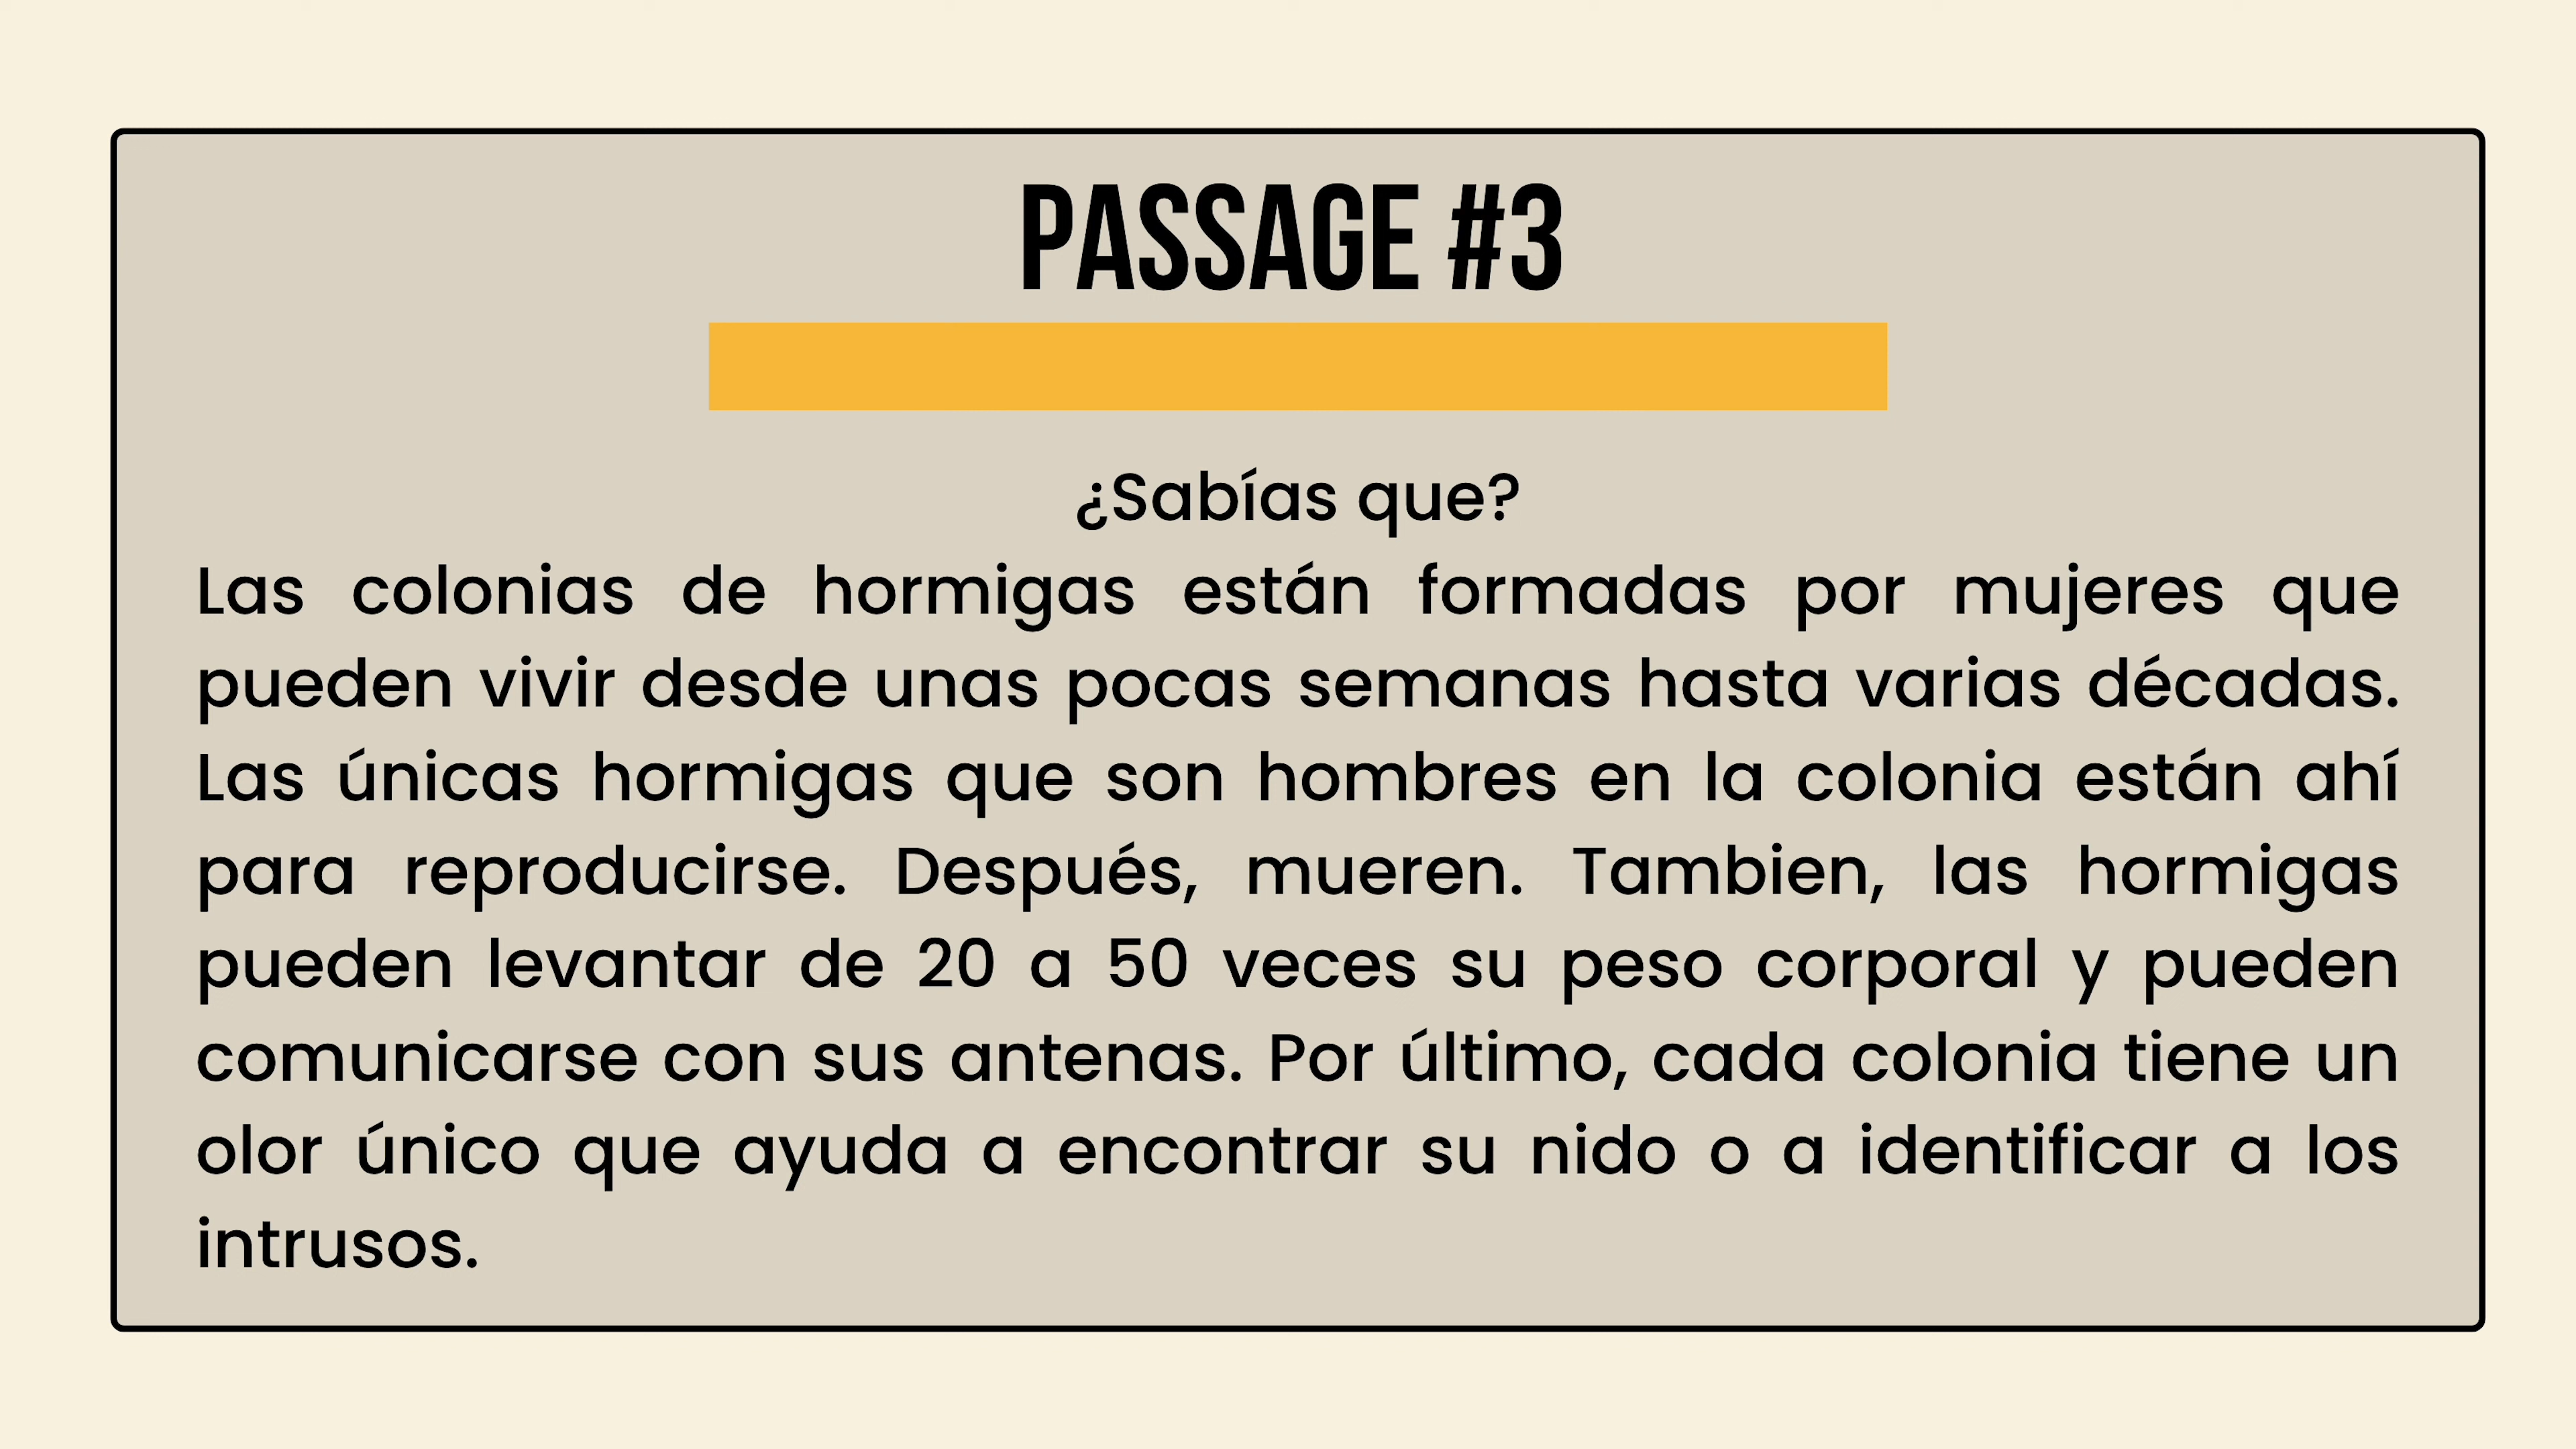 PASSAGE #3
¿Sabías que?
Las colonias de hormigas están formadas por mujeres que
pueden vivir desde unas pocas semanas hasta varias décadas.
Las únicas hormigas que son hombres en la colonia están ahí
para reproducirse. Después, mueren. Tambien, las hormigas
pueden levantar de 20 a 50 veces su peso corporal y pueden
comunicarse con sus antenas. Por último, cada colonia tiene un
olor único que ayuda a encontrar su nido o a identificar a los
intrusos.